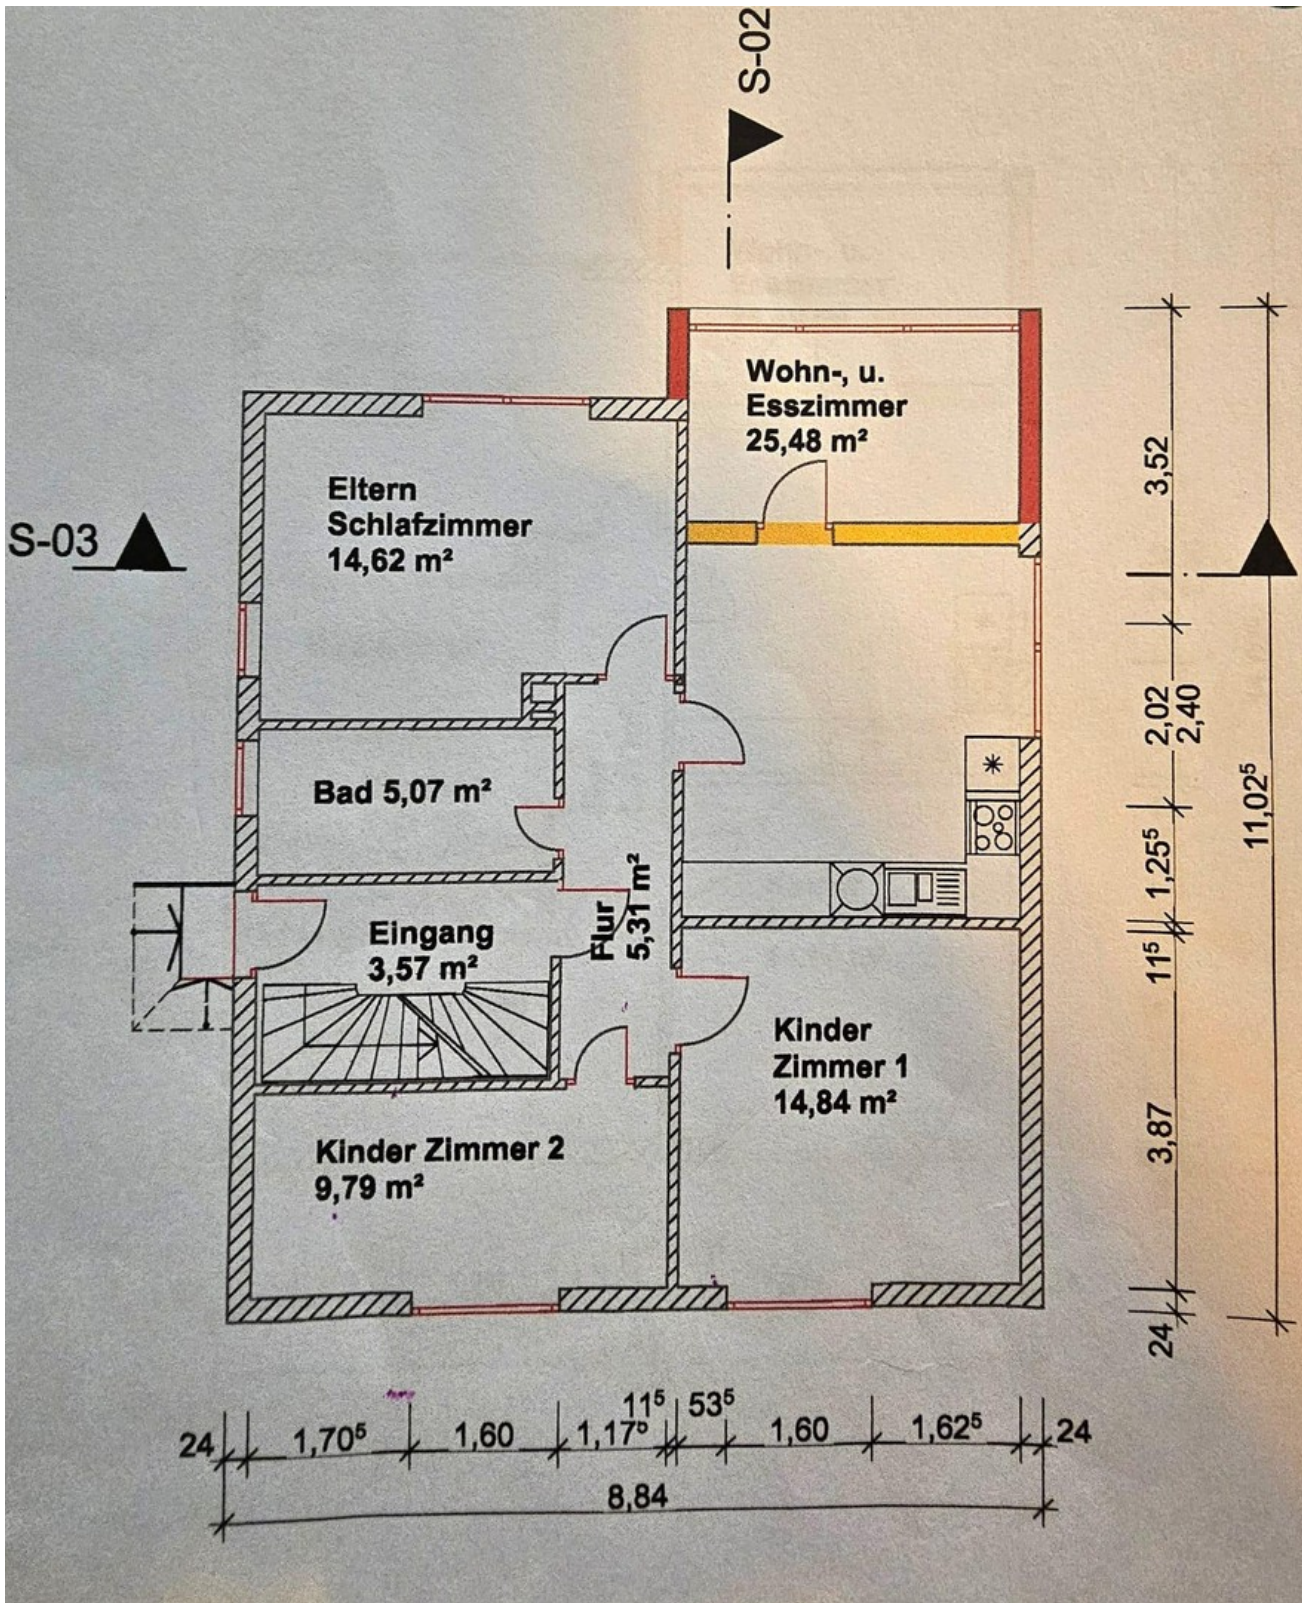 S-02
Wohn-, u.
Esszimmer
25,48 m²
Eltern
Schlafzimmer
14,62 m²
S-03
3,52
Bad 5,07 m²
2,02
2,40
11,02⁵
1,25⁵
Flur
5,31 m²
Eingang
3,57 m²
11⁵
Kinder
Zimmer 1
14,84 m²
3,87
Kinder Zimmer 2
9,79 m²
24
11⁵ 53⁵
24 1,70⁵ 1,60 1,17⁵ 1,60 1,62⁵ 24
8,84